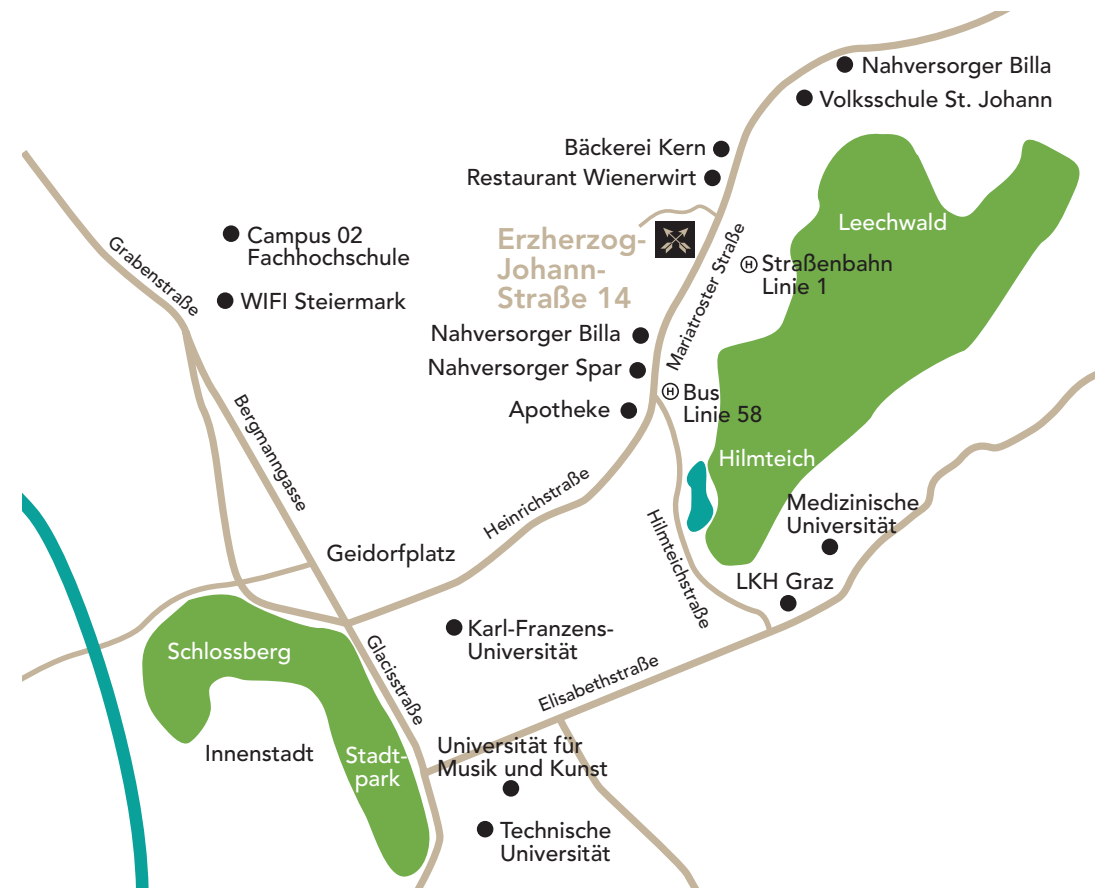 Nahversorger Billa
Volksschule St. Johann
Bäckerei Kern
Restaurant Wienerwirt
Leechwald
Campus 02
Fachhochschule
Erzherzog-
Johann-
Straße 14
Grabenstraße
Mariatroster Straße
H Straßenbahn
Linie 1
WIFI Steiermark
Nahversorger Billa
Nahversorger Spar
Apotheke
H Bus
Linie 58
Bergmanngasse
Hilmteich
Heinrichstraße
Medizinische
Universität
Hilmteichstraße
Geidorfplatz
LKH Graz
Karl-Franzens-
Universität
Schlossberg
Glacisstraße
Elisabethstraße
Innenstadt
Stadt-
park
Universität für
Musik und Kunst
Technische
Universität